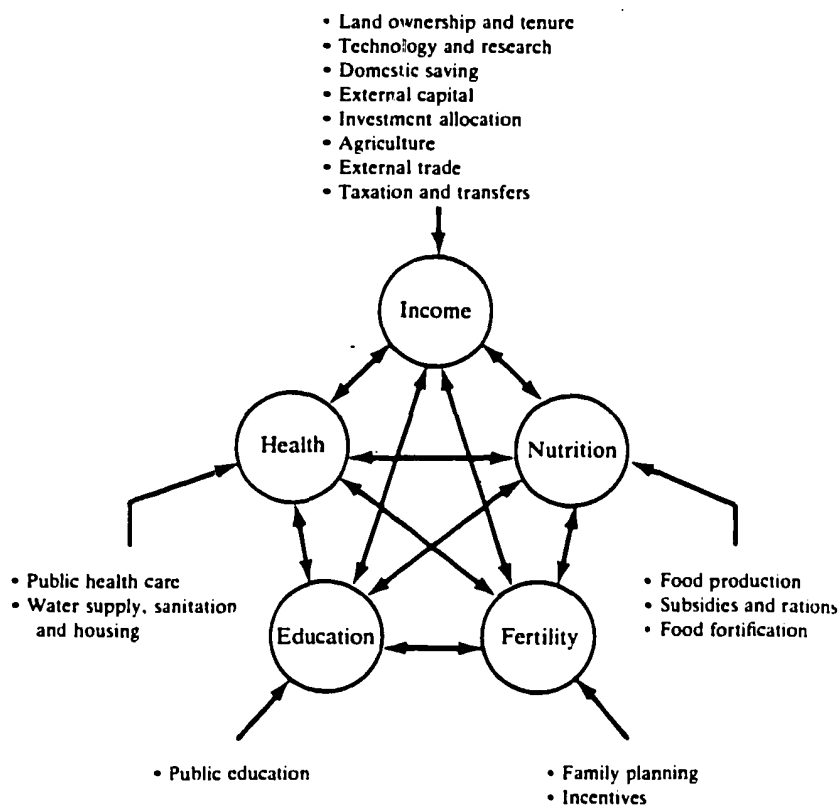 • Land ownership and tenure
• Technology and research
• Domestic saving
• External capital
• Investment allocation
• Agriculture
• External trade
• Taxation and transfers
Income
Health
Nutrition
• Public health care
• Water supply, sanitation
and housing
Education
Fertility
• Food production
• Subsidies and rations
• Food fortification
• Public education
• Family planning
• Incentives